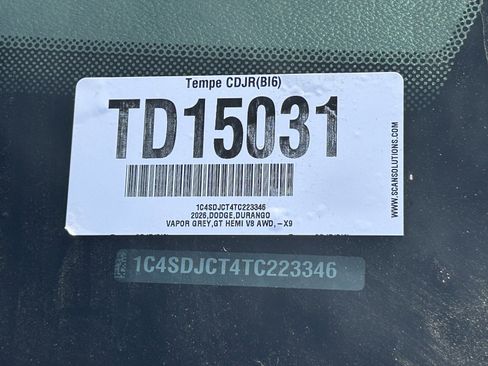 Tempe CDJR(BI6)
TD15031
1C4SDJCT4TC223346
2026,DODGE,DURANGO
VAPOR GREY,GT HEMI V8 AWD, - X9
WWW.SCANSOLUTIONS.COM
1C4SDJCT4TC223346